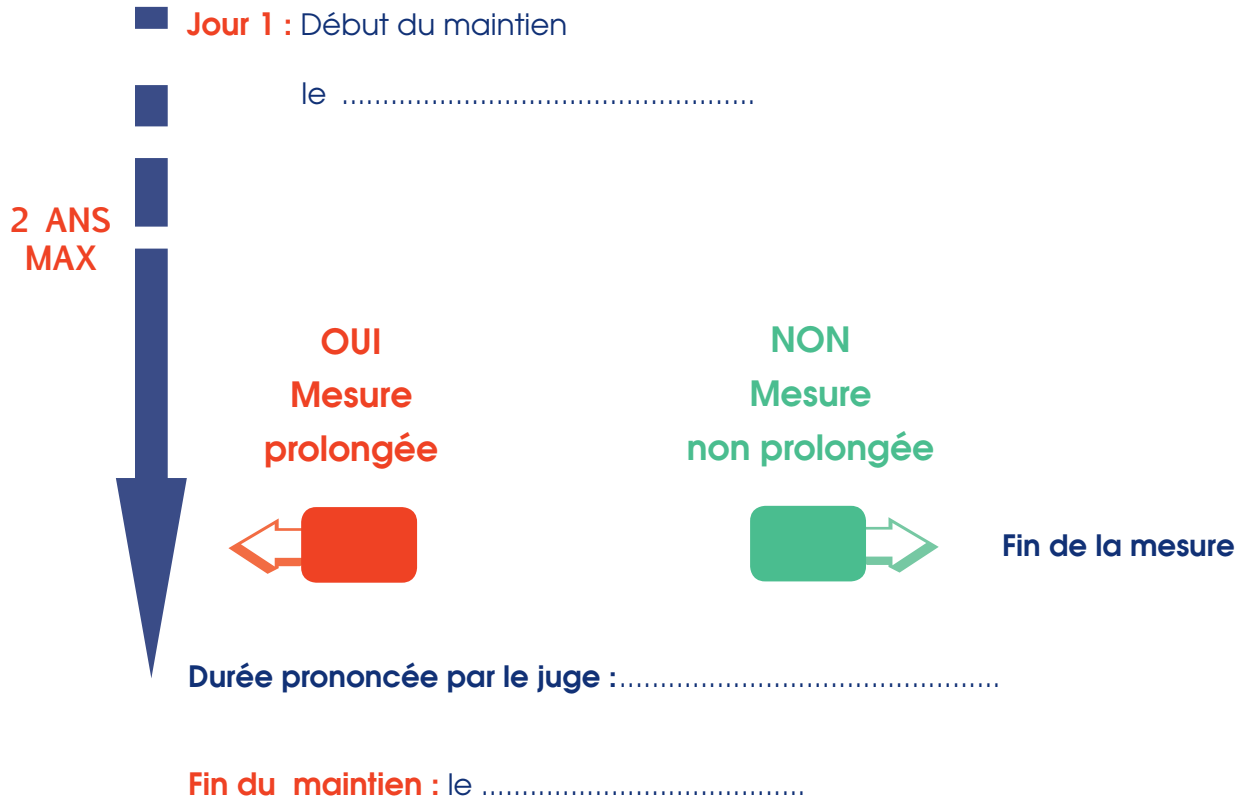 Jour 1 : Début du maintien
le ...................................................
2 ANS
MAX
OUI
Mesure
prolongée
NON
Mesure
non prolongée
Fin de la mesure
Durée prononcée par le juge :...............................................
Fin du maintien : le ........................................